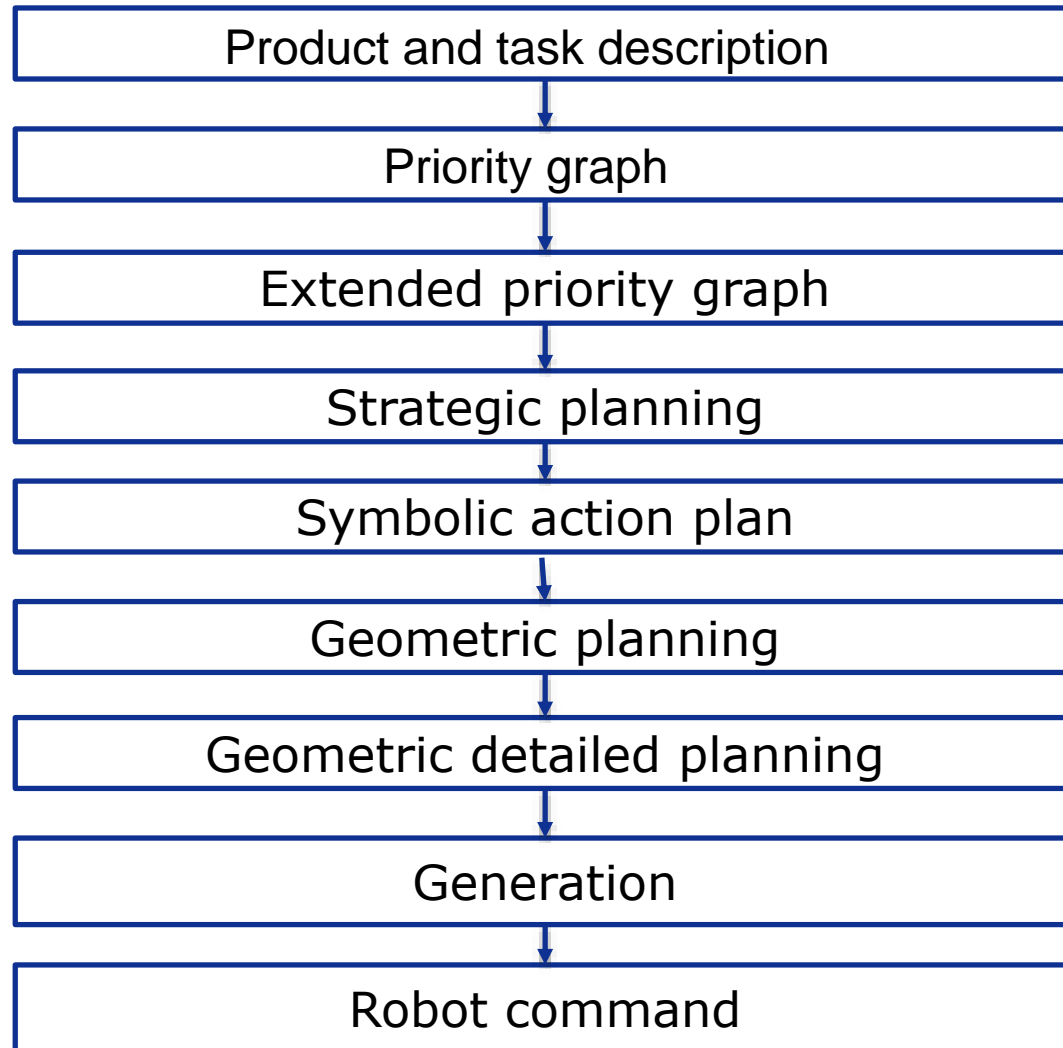 Product and task description
Priority graph
Extended priority graph
Strategic planning
Symbolic action plan
Geometric planning
Geometric detailed planning
Generation
Robot command